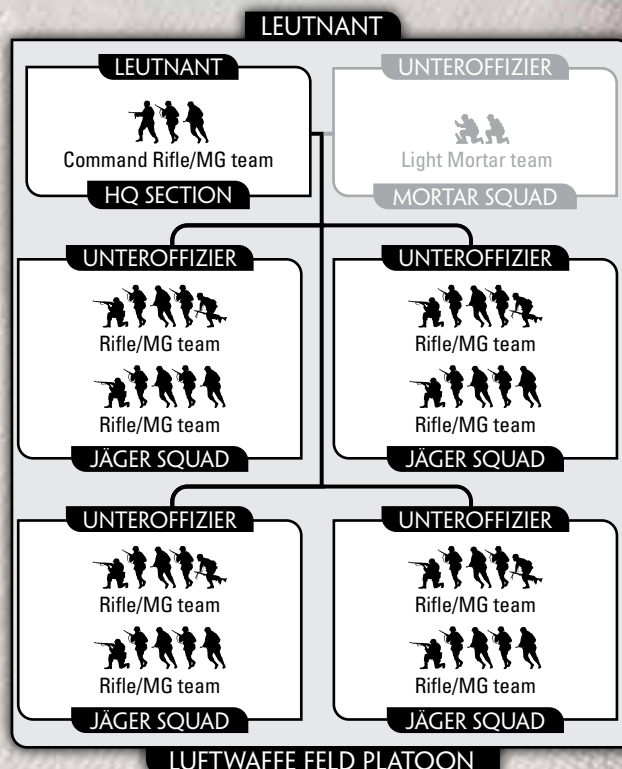 LEUTNANT
LEUTNANT
Command Rifle/MG team
HQ SECTION
UNTEROFFIZIER
Light Mortar team
MORTAR SQUAD
UNTEROFFIZIER
Rifle/MG team
Rifle/MG team
JÄGER SQUAD
UNTEROFFIZIER
Rifle/MG team
Rifle/MG team
JÄGER SQUAD
UNTEROFFIZIER
Rifle/MG team
Rifle/MG team
JÄGER SQUAD
UNTEROFFIZIER
Rifle/MG team
Rifle/MG team
JÄGER SQUAD
LUFTWAFFE FELD PLATOON